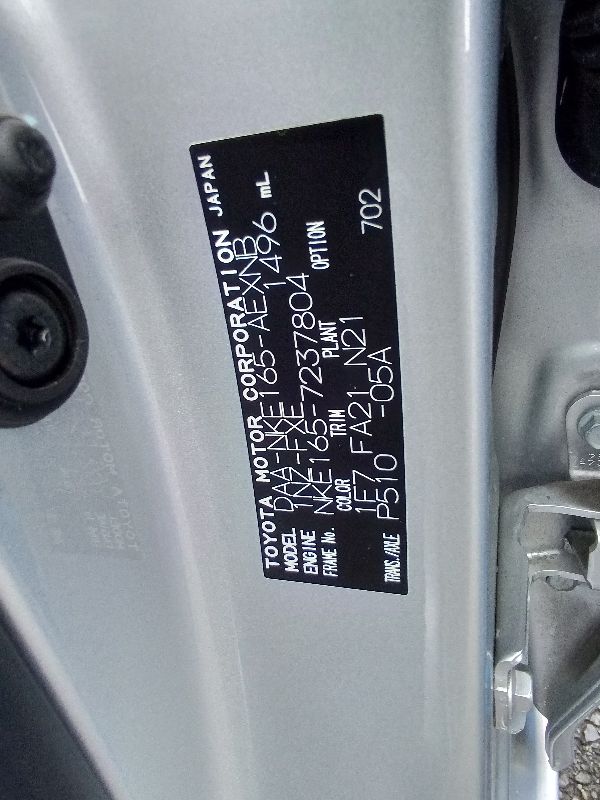 TOYOTA MOTOR CORPORATION JAPAN
MODEL DAA-NKE165-AEXNB
ENGINE 1NZ-FXE 1496 mL
FRAME No. NKE165-7237804
COLOR TRIM PLANT OPTION
1F7 FA21 N21
TRANS./AXLE P510 -05A 702